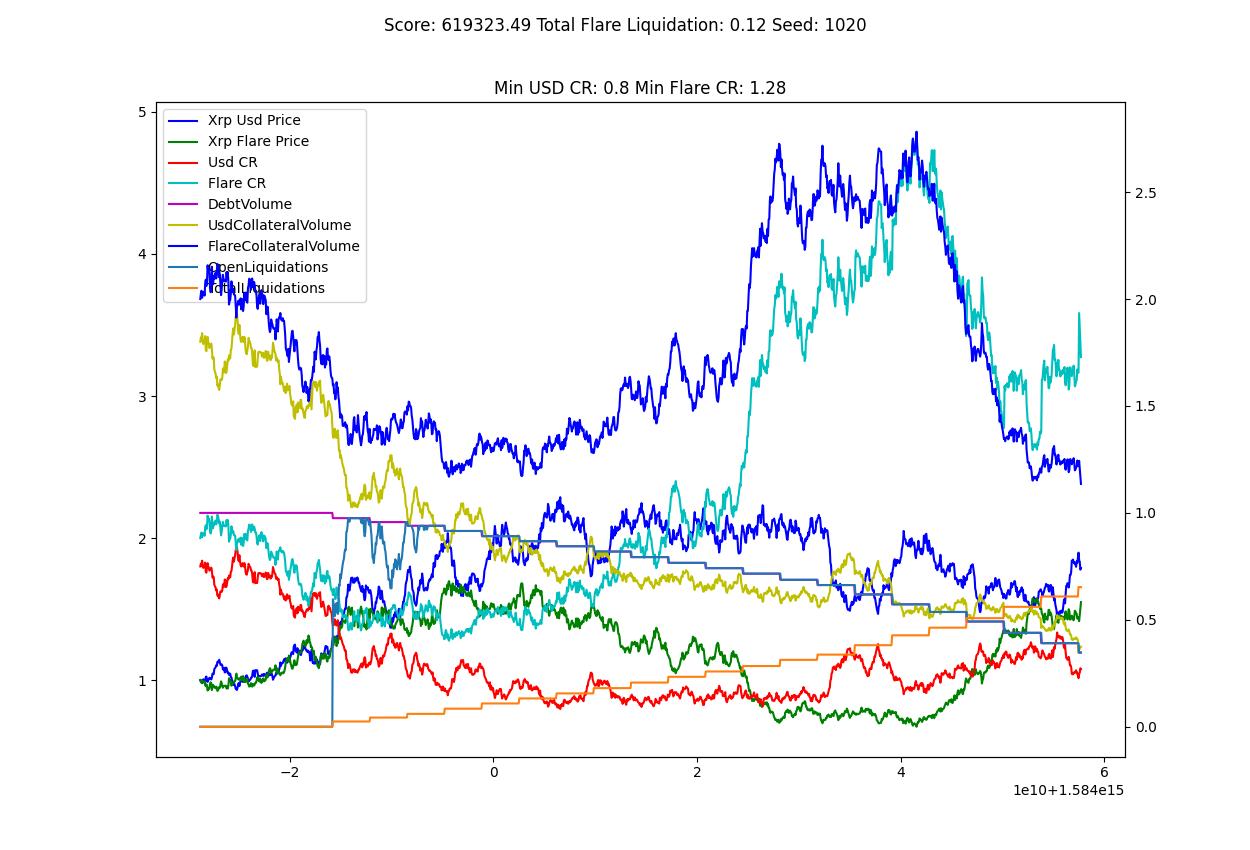 Score: 619323.49 Total Flare Liquidation: 0.12 Seed: 1020
Min USD CR: 0.8 Min Flare CR: 1.28
Xrp Usd Price
Xrp Flare Price
Usd CR
Flare CR
DebtVolume
UsdCollateralVolume
FlareCollateralVolume
OpenLiquidations
TotalLiquidations
5
4
3
2
1
2.5
2.0
1.5
1.0
0.5
0.0
−2 0 2 4 6
1e10+1.584e15